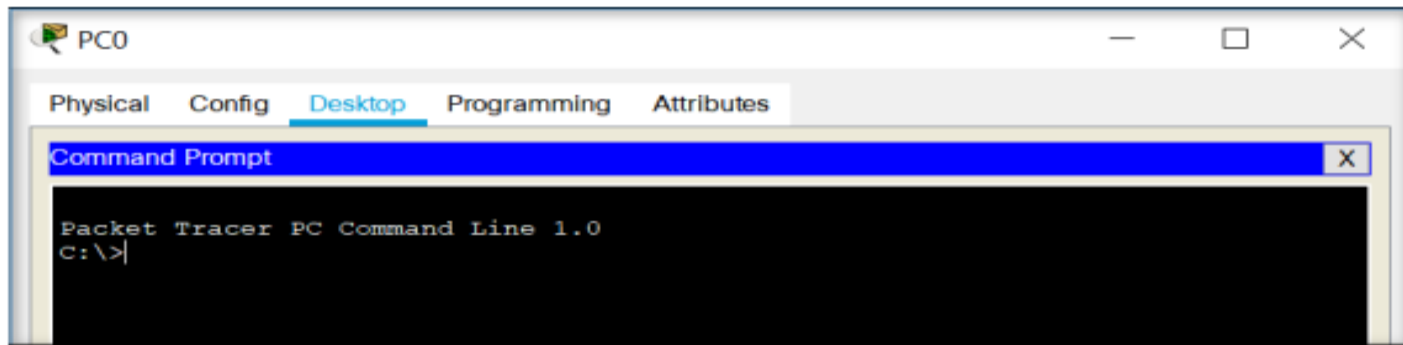 PC0
Physical Config Desktop Programming Attributes
Command Prompt
X
Packet Tracer PC Command Line 1.0
C:\>